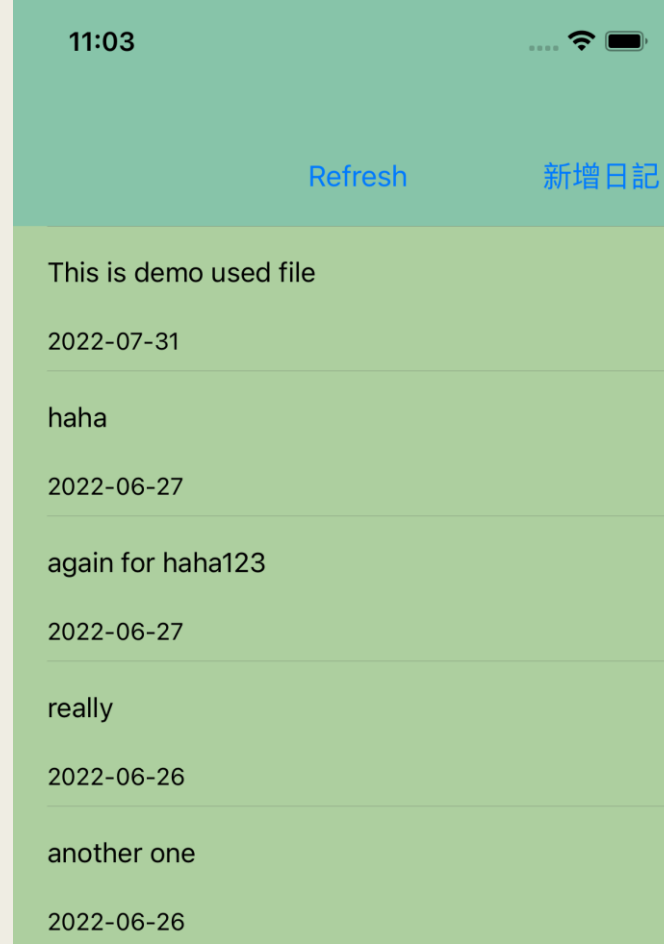 11:03
Refresh 新增日記
This is demo used file
2022-07-31
haha
2022-06-27
again for haha123
2022-06-27
really
2022-06-26
another one
2022-06-26